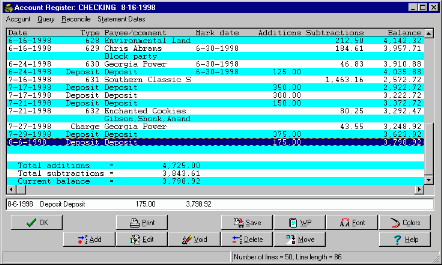 Account Register: CHECKING 8-16-1998
Account Query Reconcile Statement Dates
Date Type Payee/comment Mark date Additions Subtractions Balance
6-16-1998 628 Environmental land 212.50 4,142.32
6-16-1998 629 Chris Abrams 6-30-1998 184.61 3,957.71
Block party
6-24-1998 630 Georgia Power 6-30-1998 46.83 3,910.88
6-24-1998 Deposit Deposit 6-30-1998 125.00 4,035.88
7-16-1998 631 Southern Classic S 1,463.16 2,572.72
7-17-1998 Deposit Deposit 350.00 2,922.72
7-17-1998 Deposit Deposit 300.00 3,222.72
7-21-1998 Deposit Deposit 150.00 3,372.72
7-21-1998 632 Enchanted Cookies 80.25 3,292.47
Gibson,Shonk,Anand
7-27-1998 Charge Georgia Power 43.55 3,248.92
7-29-1998 Deposit Deposit 375.00 3,623.92
8-6-1998 Deposit Deposit 175.00 3,798.92
Total additions = 4,725.00
Total subtractions = 3,843.61
Current balance = 3,798.92
8-6-1998 Deposit Deposit 175.00 3,798.92
OK Print Save WP Font Colors
Add Edit Void Delete Move Help
Number of lines = 50, Line length = 86